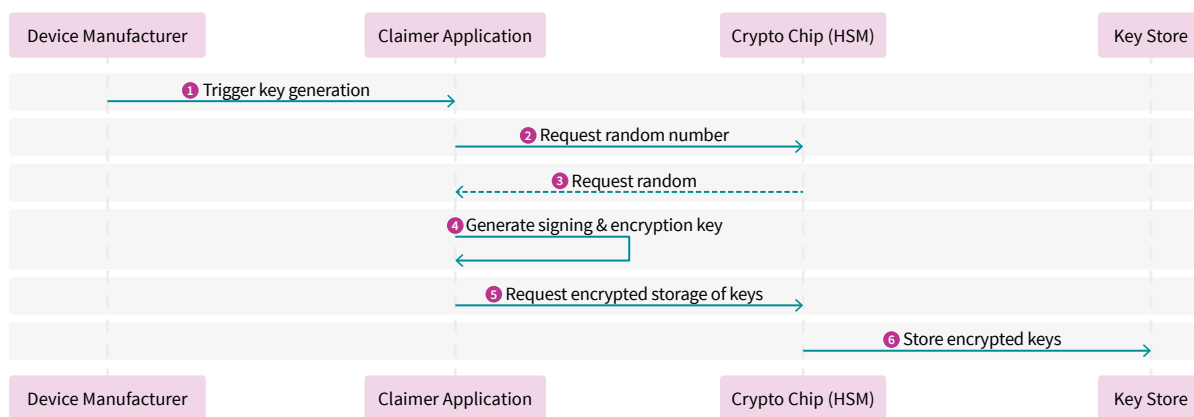 Device Manufacturer
Claimer Application
Crypto Chip (HSM)
Key Store
1 Trigger key generation
2 Request random number
3 Request random
4 Generate signing & encryption key
5 Request encrypted storage of keys
6 Store encrypted keys
Device Manufacturer
Claimer Application
Crypto Chip (HSM)
Key Store